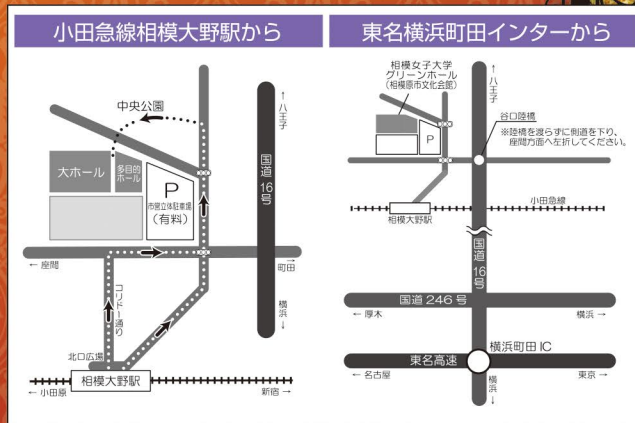 小田急線相模大野駅から
中央公園
大ホール
多目的
ホール
P
市営立体駐車場
(有料)
↑
八王子
国道16号
← 座間
→
町田
コリドー通り
横浜
↓
北口広場
相模大野駅
← 小田原
新宿 →
東名横浜町田インターから
相模女子大学
グリーンホール
(相模原市文化会館)
P
↑
八王子
谷口陸橋
※陸橋を渡らずに側道を下り、
座間方面へ左折してください。
小田急線
相模大野駅
国道16号
国道 246 号
← 厚木
横浜 →
横浜町田 IC
東名高速
← 名古屋
東京 →
横浜
↓